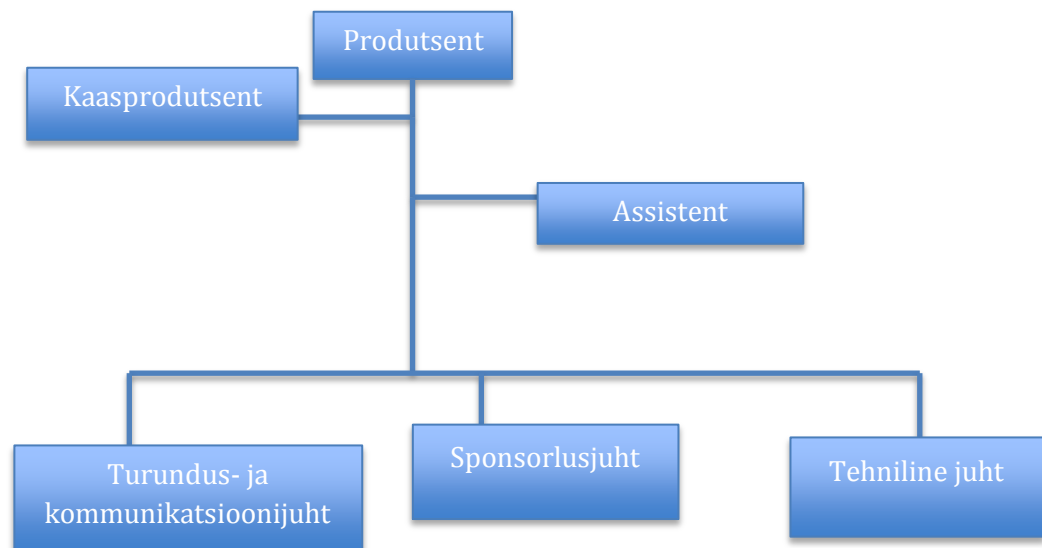 Produtsent
Kaasprodutsent
Assistent
Turundus- ja
kommunikatsioonijuht
Sponsorlusjuht
Tehniline juht